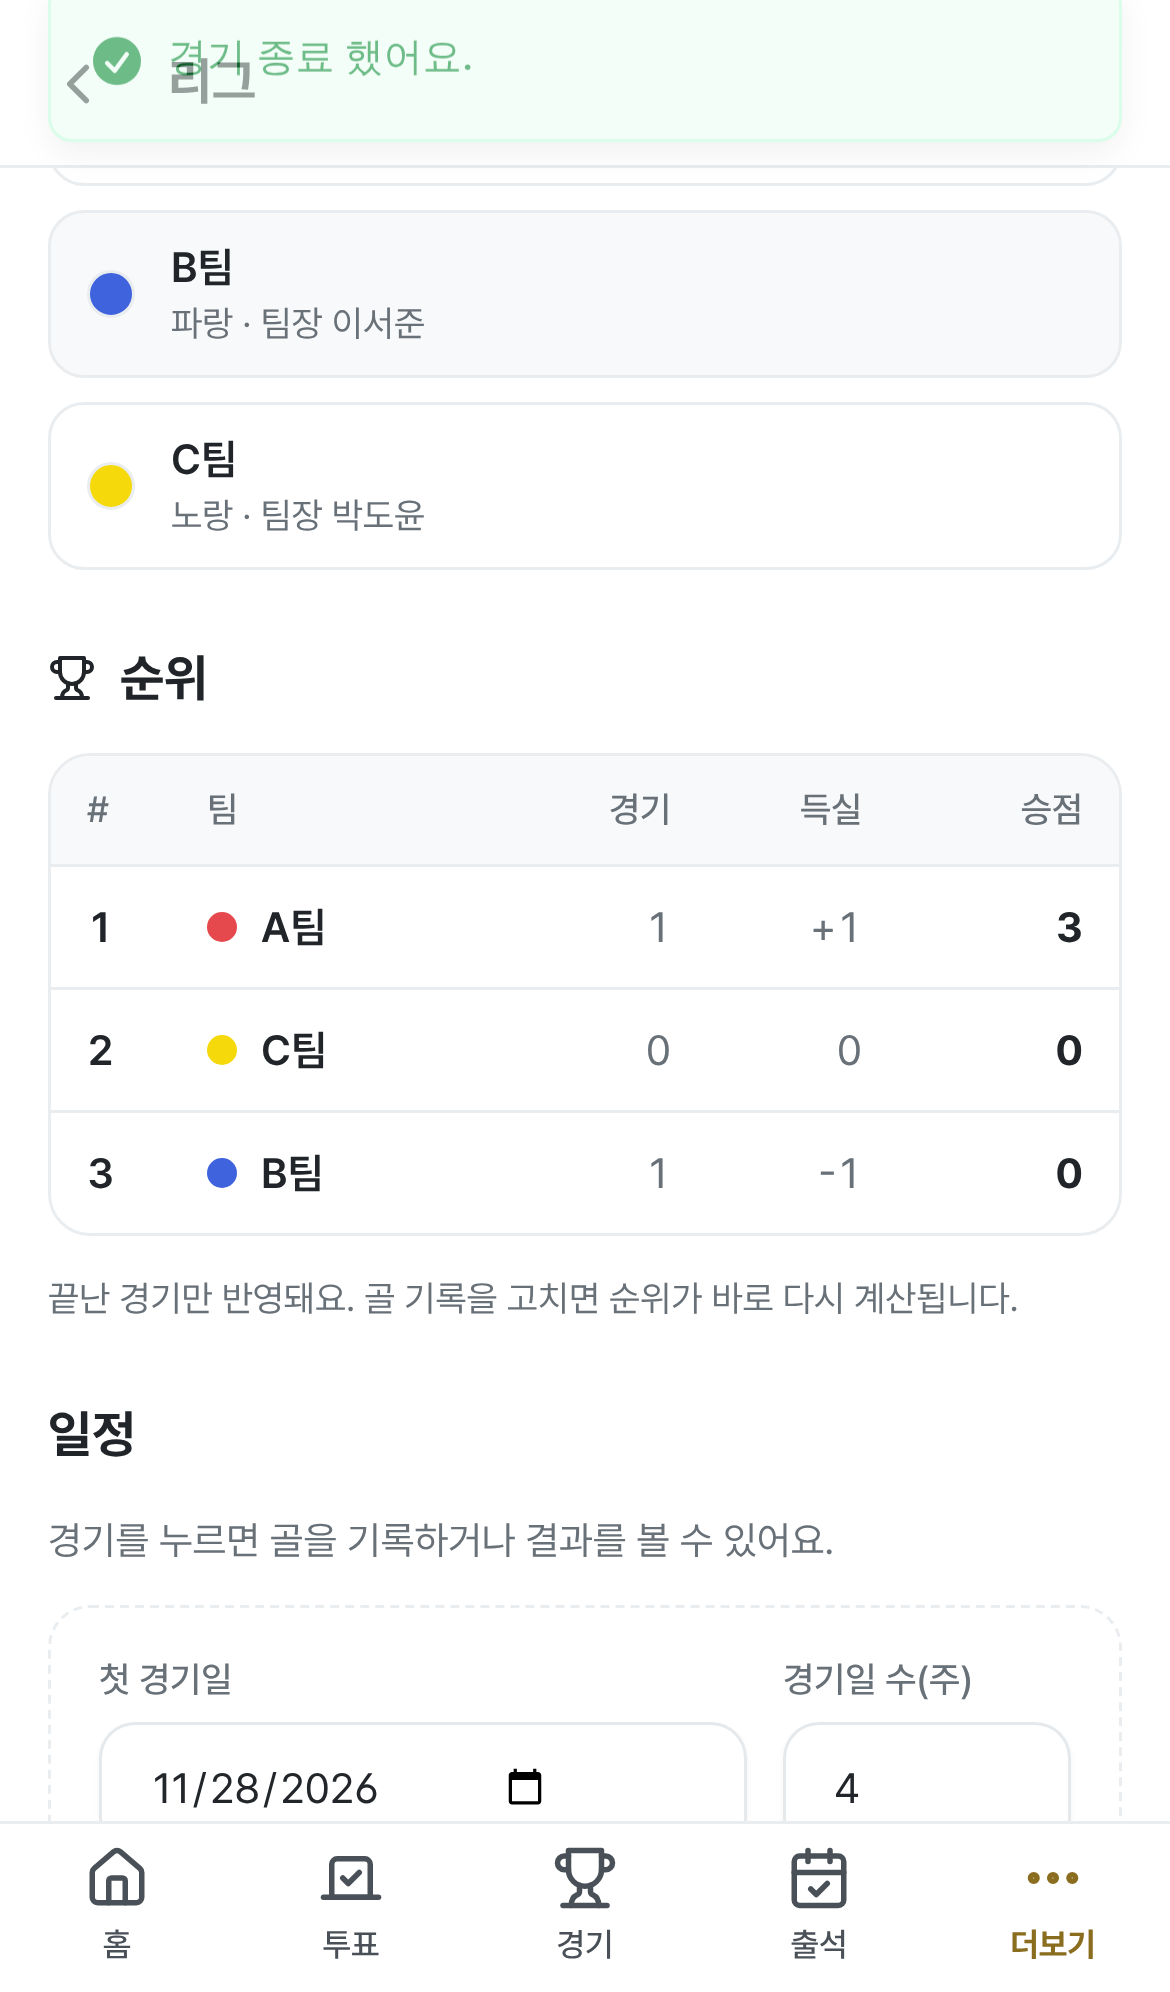 경기 종료 했어요.
리그
B팀
파랑 · 팀장 이서준
C팀
노랑 · 팀장 박도윤
순위
# 팀 경기 득실 승점
1 A팀 1 +1 3
2 C팀 0 0 0
3 B팀 1 -1 0
끝난 경기만 반영돼요. 골 기록을 고치면 순위가 바로 다시 계산됩니다.
일정
경기를 누르면 골을 기록하거나 결과를 볼 수 있어요.
첫 경기일 경기일 수(주)
11/28/2026 4
홈 투표 경기 출석 더보기